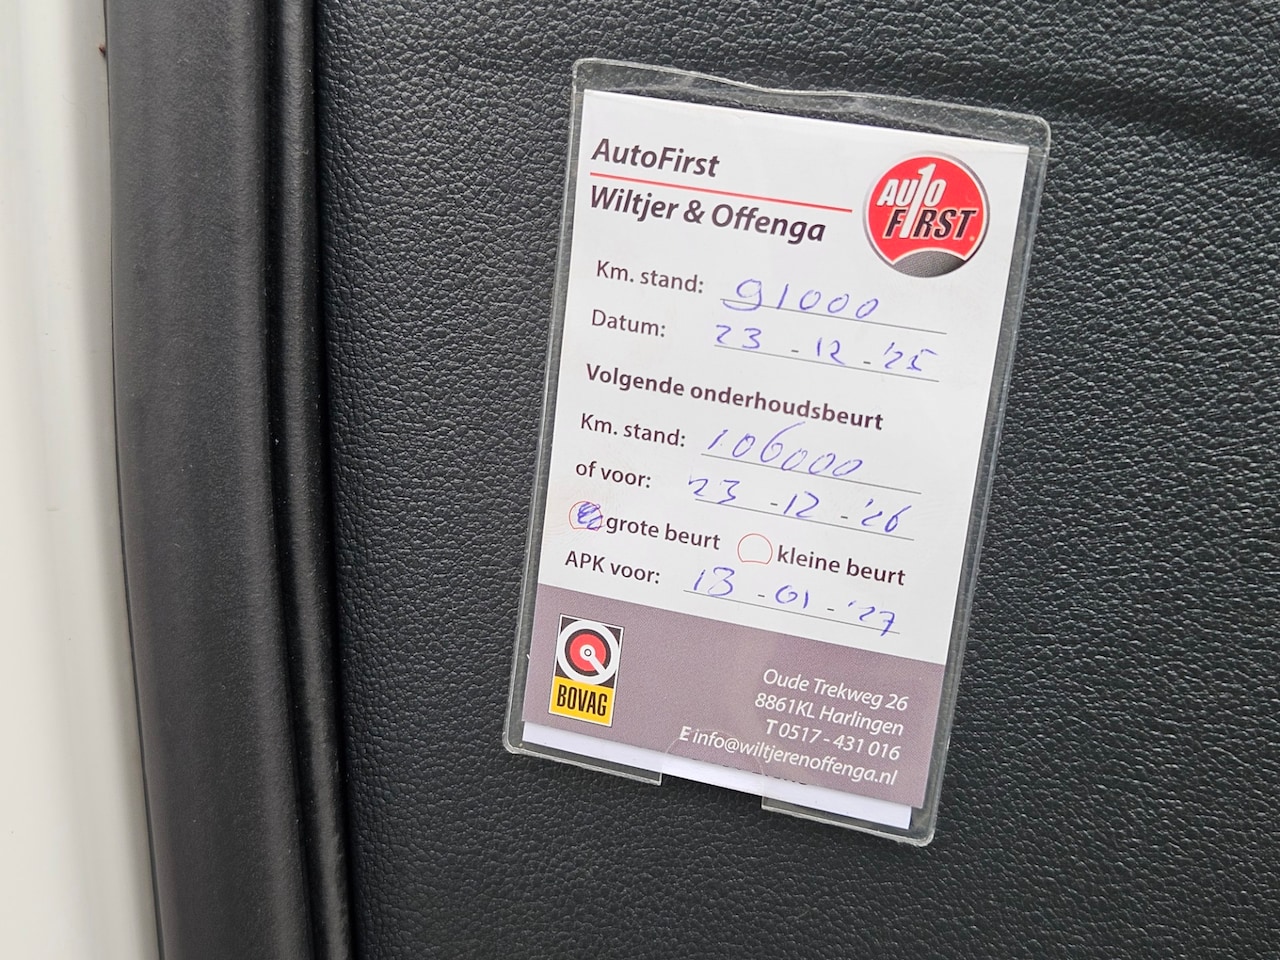 AutoFirst
Wiltjer & Offenga
AUTO
FIRST
Km. stand: 91000
Datum: 23 - 12 - '25
Volgende onderhoudsbeurt
Km. stand: 106000
of voor: 23 - 12 - '26
grote beurt kleine beurt
APK voor: 13 - 01 - '27
BOVAG
Oude Trekweg 26
8861KL Harlingen
T 0517 - 431 016
E info@wiltjerenoffenga.nl